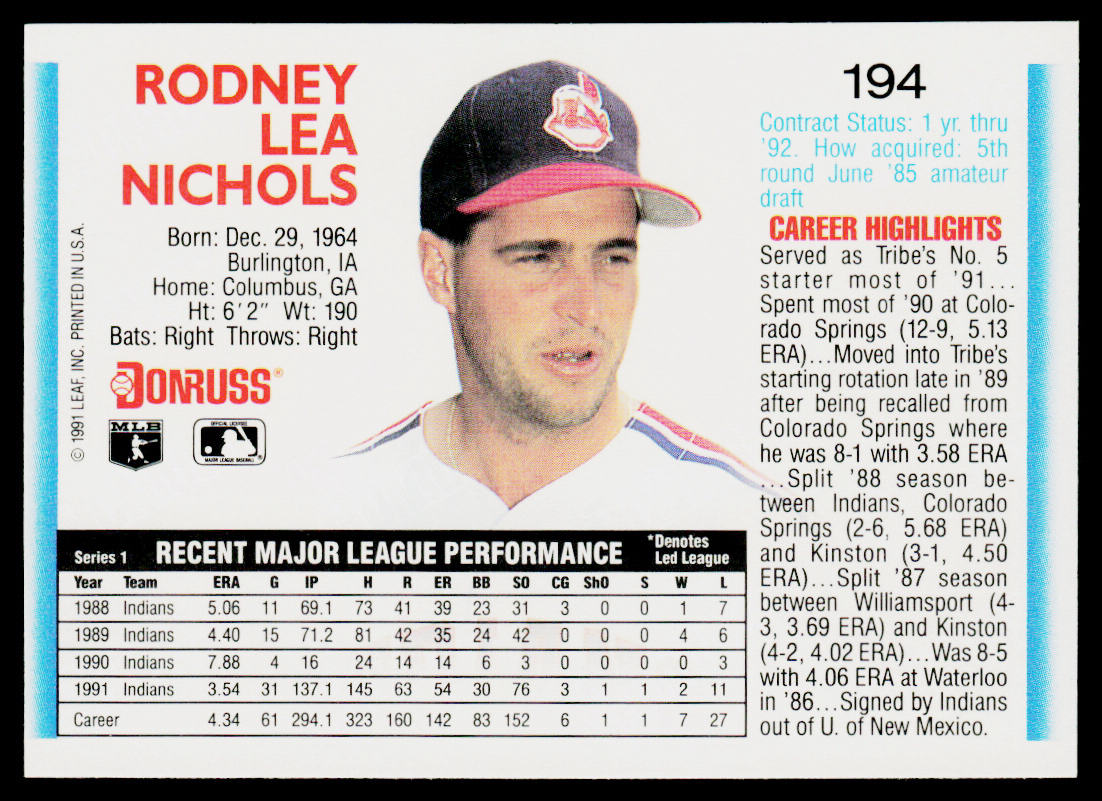 RODNEY
LEA
NICHOLS
Born: Dec. 29, 1964
Burlington, IA
Home: Columbus, GA
Ht: 6'2" Wt: 190
Bats: Right Throws: Right
DONRUSS®
MLB
OFFICIAL LICENSEE
MAJOR LEAGUE BASEBALL
© 1991 LEAF, INC. PRINTED IN U.S.A.
194
Contract Status: 1 yr. thru
'92. How acquired: 5th
round June '85 amateur
draft
CAREER HIGHLIGHTS
Served as Tribe's No. 5
starter most of '91...
Spent most of '90 at Colo-
rado Springs (12-9, 5.13
ERA)...Moved into Tribe's
starting rotation late in '89
after being recalled from
Colorado Springs where
he was 8-1 with 3.58 ERA
...Split '88 season be-
tween Indians, Colorado
Springs (2-6, 5.68 ERA)
and Kinston (3-1, 4.50
ERA)...Split '87 season
between Williamsport (4-
3, 3.69 ERA) and Kinston
(4-2, 4.02 ERA)...Was 8-5
with 4.06 ERA at Waterloo
in '86...Signed by Indians
out of U. of New Mexico.
Series 1 RECENT MAJOR LEAGUE PERFORMANCE *Denotes
Led League
Year Team ERA G IP H R ER BB SO CG ShO S W L
1988 Indians 5.06 11 69.1 73 41 39 23 31 3 0 0 1 7
1989 Indians 4.40 15 71.2 81 42 35 24 42 0 0 0 4 6
1990 Indians 7.88 4 16 24 14 14 6 3 0 0 0 0 3
1991 Indians 3.54 31 137.1 145 63 54 30 76 3 1 1 2 11
Career 4.34 61 294.1 323 160 142 83 152 6 1 1 7 27